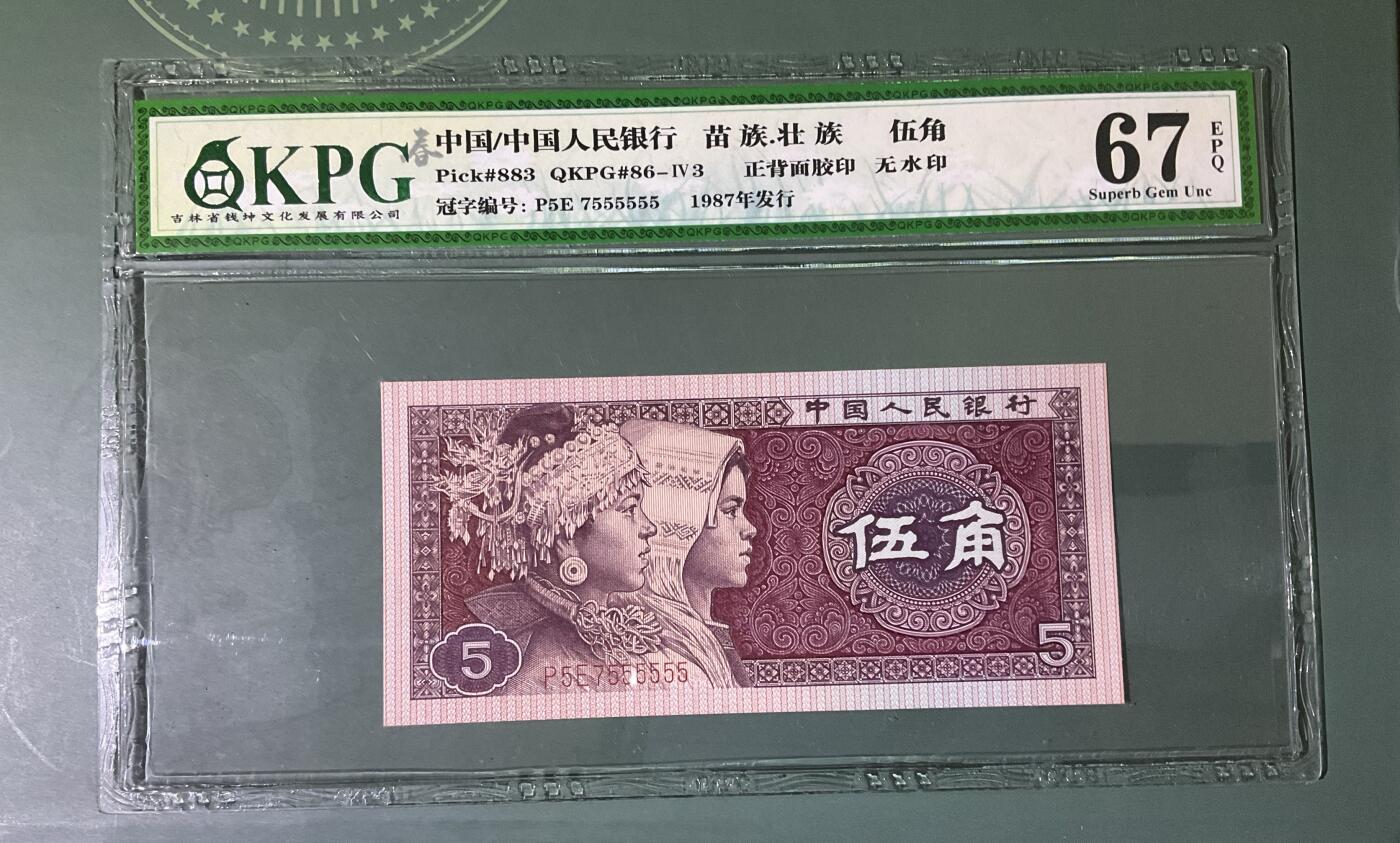 QKPG
吉林省钱坤文化发展有限公司
春
中国/中国人民银行 苗族.壮族 伍角
Pick#883 QKPG#86-Ⅳ3 正背面胶印 无水印
冠字编号: P5E 7555555 1987年发行
67
EPQ
Superb Gem Unc
中国人民银行
伍角
5
P5E7555555
5